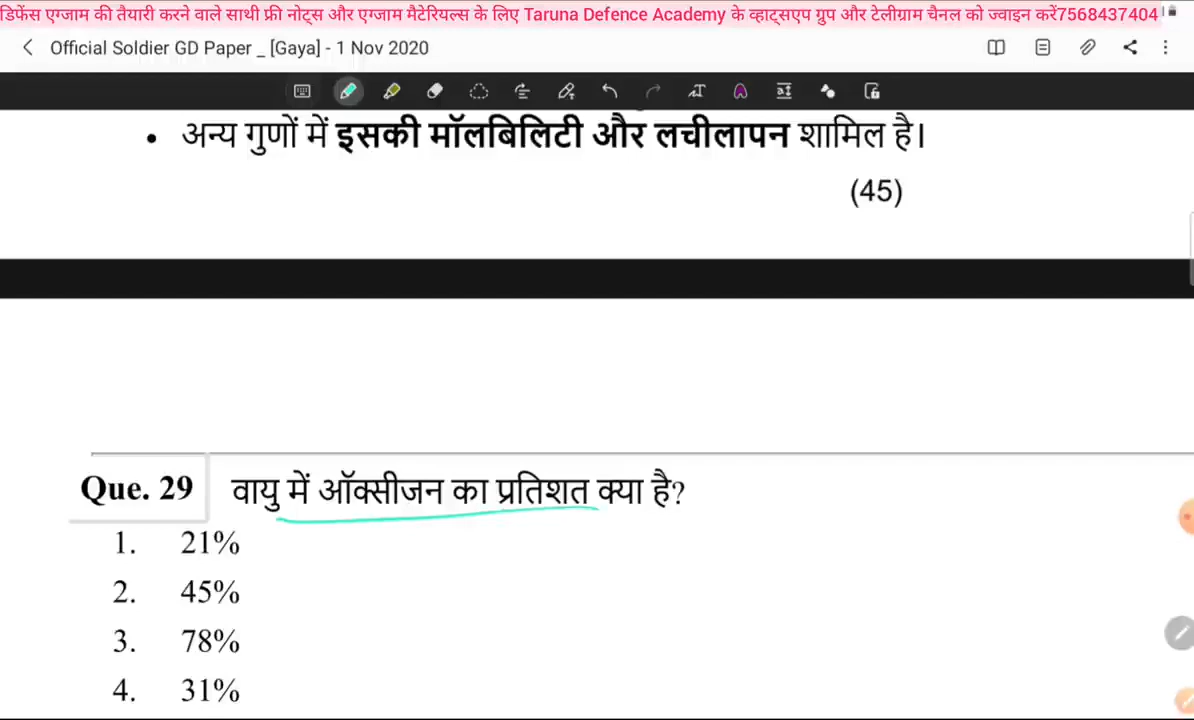 डिफेंस एग्जाम की तैयारी करने वाले साथी फ्री नोट्स और एग्जाम मैटेरियल्स के लिए Taruna Defence Academy के व्हाट्सएप ग्रुप और टेलीग्राम चैनल को ज्वाइन करें7568437404
Official Soldier GD Paper _ [Gaya] - 1 Nov 2020
• अन्य गुणों में इसकी मॉलबिलिटी और लचीलापन शामिल है।
(45)
Que. 29 वायु में ऑक्सीजन का प्रतिशत क्या है?
1. 21%
2. 45%
3. 78%
4. 31%